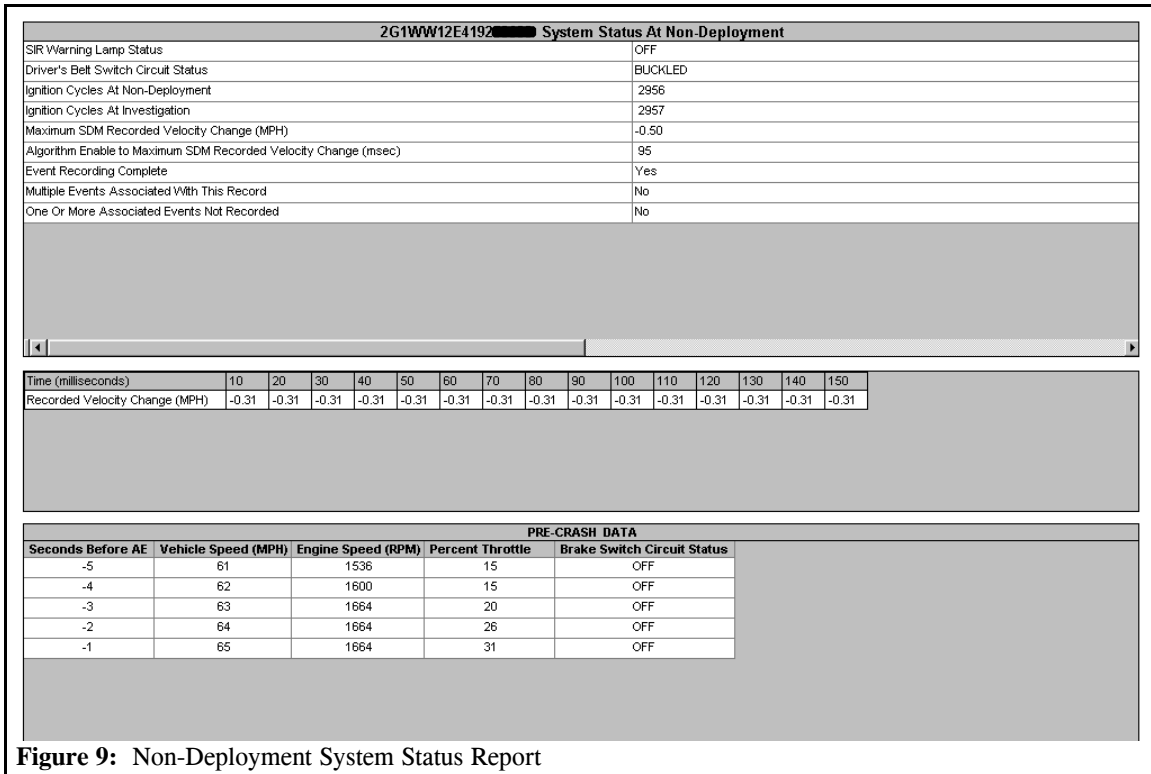 2G1WW12E4192 System Status At Non-Deployment
SIR Warning Lamp Status OFF
Driver's Belt Switch Circuit Status BUCKLED
Ignition Cycles At Non-Deployment 2956
Ignition Cycles At Investigation 2957
Maximum SDM Recorded Velocity Change (MPH) -0.50
Algorithm Enable to Maximum SDM Recorded Velocity Change (msec) 95
Event Recording Complete Yes
Multiple Events Associated With This Record No
One Or More Associated Events Not Recorded No
Time (milliseconds) 10 20 30 40 50 60 70 80 90 100 110 120 130 140 150
Recorded Velocity Change (MPH) -0.31 -0.31 -0.31 -0.31 -0.31 -0.31 -0.31 -0.31 -0.31 -0.31 -0.31 -0.31 -0.31 -0.31 -0.31
PRE-CRASH DATA
Seconds Before AE Vehicle Speed (MPH) Engine Speed (RPM) Percent Throttle Brake Switch Circuit Status
-5 61 1536 15 OFF
-4 62 1600 15 OFF
-3 63 1664 20 OFF
-2 64 1664 26 OFF
-1 65 1664 31 OFF
Figure 9: Non-Deployment System Status Report